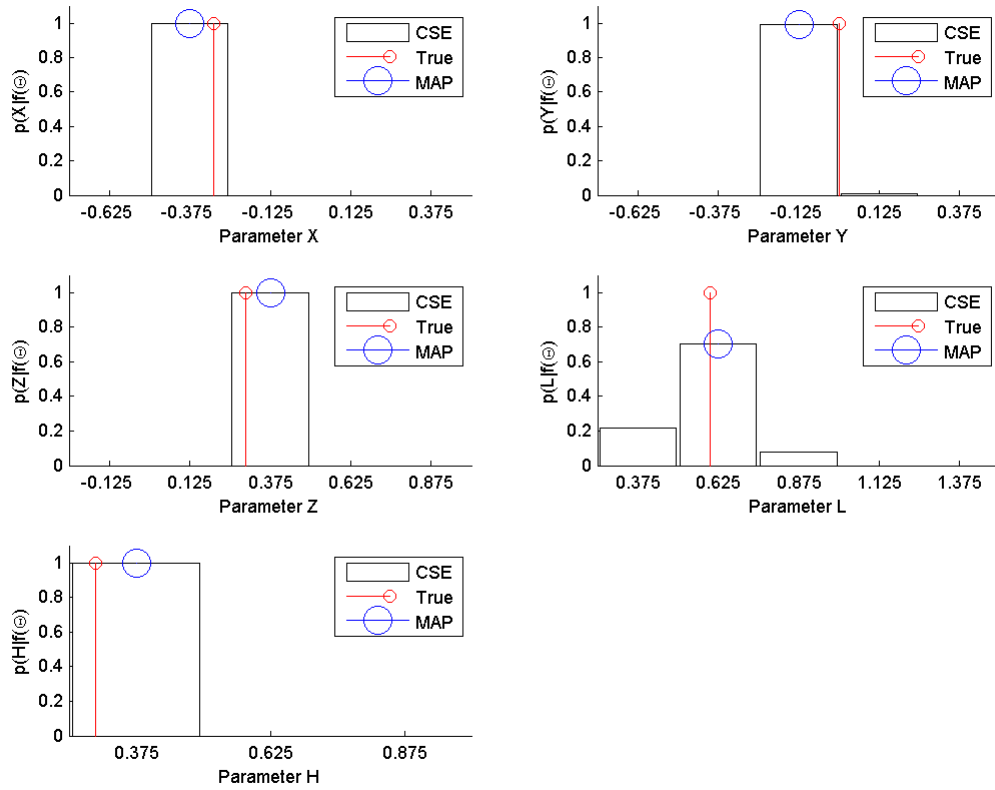 p(X|f(Θ)
1
0.8
0.6
0.4
0.2
0
-0.625 -0.375 -0.125 0.125 0.375
Parameter X
CSE
True
MAP
p(Y|f(Θ)
1
0.8
0.6
0.4
0.2
0
-0.625 -0.375 -0.125 0.125 0.375
Parameter Y
CSE
True
MAP
p(Z|f(Θ)
1
0.8
0.6
0.4
0.2
0
-0.125 0.125 0.375 0.625 0.875
Parameter Z
CSE
True
MAP
p(L|f(Θ)
1
0.8
0.6
0.4
0.2
0
0.375 0.625 0.875 1.125 1.375
Parameter L
CSE
True
MAP
p(H|f(Θ)
1
0.8
0.6
0.4
0.2
0
0.375 0.625 0.875
Parameter H
CSE
True
MAP